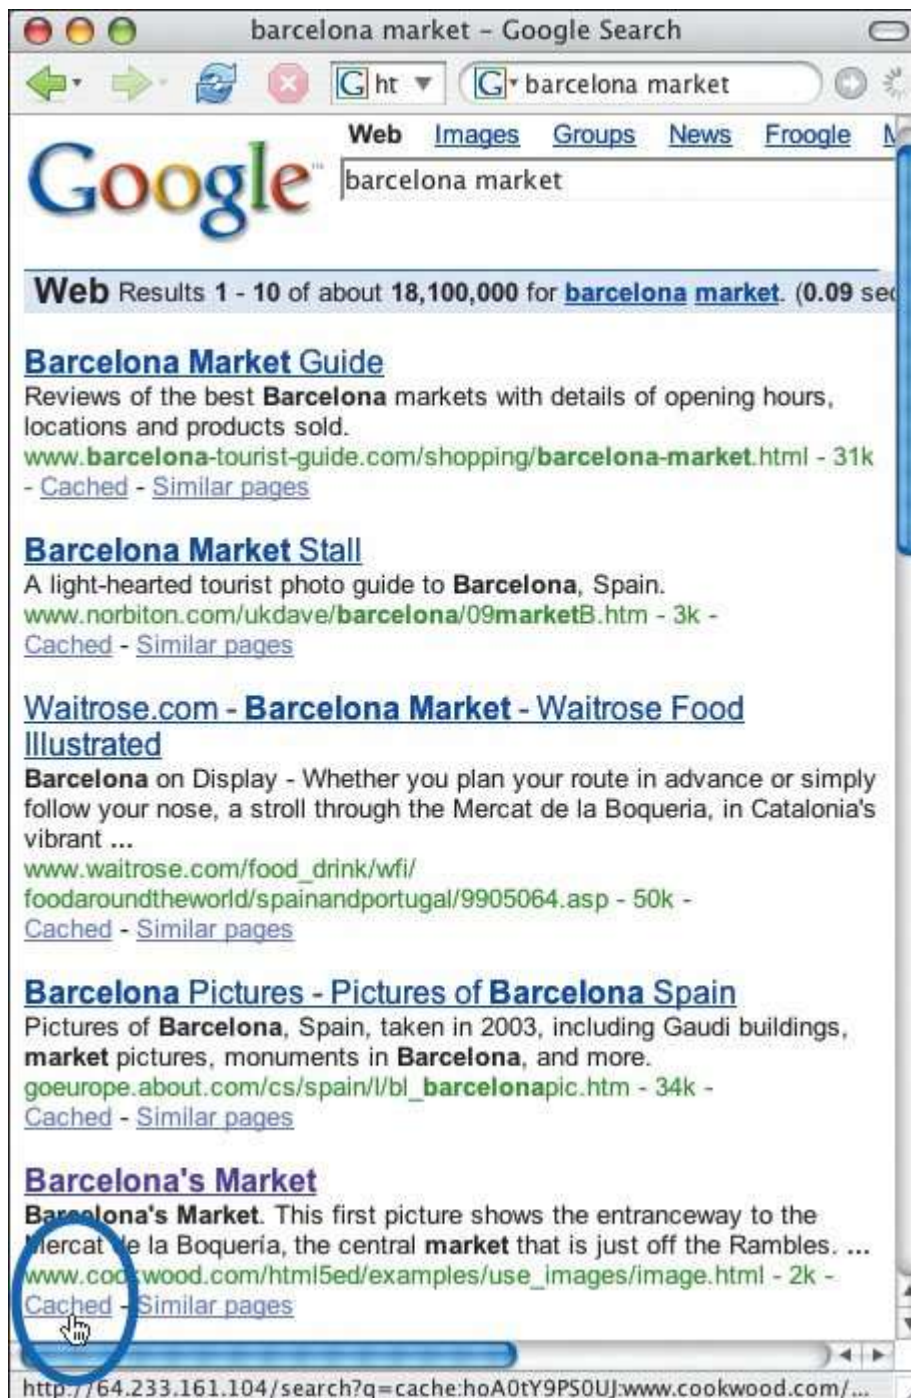 barcelona market – Google Search
G ht G barcelona market
Web Images Groups News Froogle
Google™
barcelona market
Web Results 1 - 10 of about 18,100,000 for barcelona market. (0.09 sec
Barcelona Market Guide
Reviews of the best Barcelona markets with details of opening hours,
locations and products sold.
www.barcelona-tourist-guide.com/shopping/barcelona-market.html - 31k
- Cached - Similar pages
Barcelona Market Stall
A light-hearted tourist photo guide to Barcelona, Spain.
www.norbiton.com/ukdave/barcelona/09marketB.htm - 3k -
Cached - Similar pages
Waitrose.com - Barcelona Market - Waitrose Food
Illustrated
Barcelona on Display - Whether you plan your route in advance or simply
follow your nose, a stroll through the Mercat de la Boqueria, in Catalonia's
vibrant ...
www.waitrose.com/food_drink/wfi/
foodaroundtheworld/spainandportugal/9905064.asp - 50k -
Cached - Similar pages
Barcelona Pictures - Pictures of Barcelona Spain
Pictures of Barcelona, Spain, taken in 2003, including Gaudi buildings,
market pictures, monuments in Barcelona, and more.
goeurope.about.com/cs/spain/l/bl_barcelonapic.htm - 34k -
Cached - Similar pages
Barcelona's Market
Barcelona's Market. This first picture shows the entranceway to the
Mercat de la Boquería, the central market that is just off the Rambles. ...
www.cookwood.com/html5ed/examples/use_images/image.html - 2k -
Cached - Similar pages
http://64.233.161.104/search?q=cache:hoA0tY9PS0UJ:www.cookwood.com/...